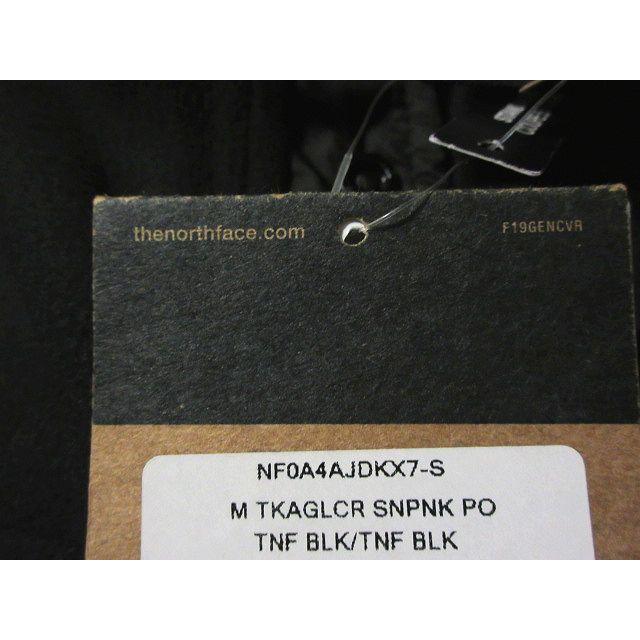 thenorthface.com
F19GENCVR
NF0A4AJDKX7-S
M TKAGLCR SNPNK PO
TNF BLK/TNF BLK